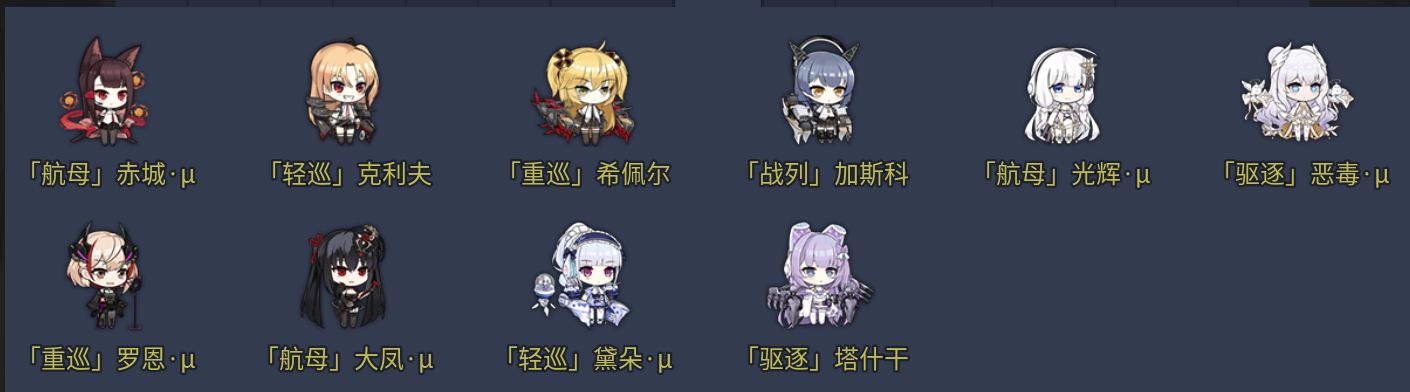 「航母」赤城·μ
「轻巡」克利夫
「重巡」希佩尔
「战列」加斯科
「航母」光辉·μ
「驱逐」恶毒·μ
「重巡」罗恩·μ
「航母」大凤·μ
「轻巡」黛朵·μ
「驱逐」塔什干